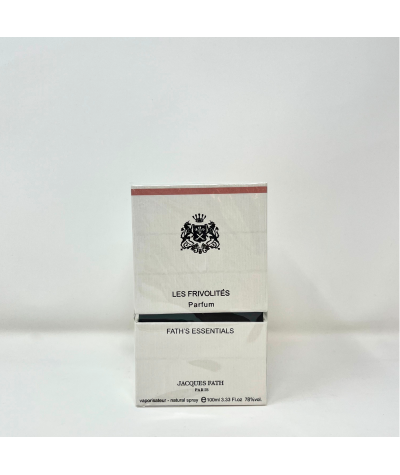 LES FRIVOLITÉS
Parfum
FATH'S ESSENTIALS
JACQUES FATH
PARIS
vaporisateur - natural spray ℮100ml 3.33 Fl.oz 78%vol.